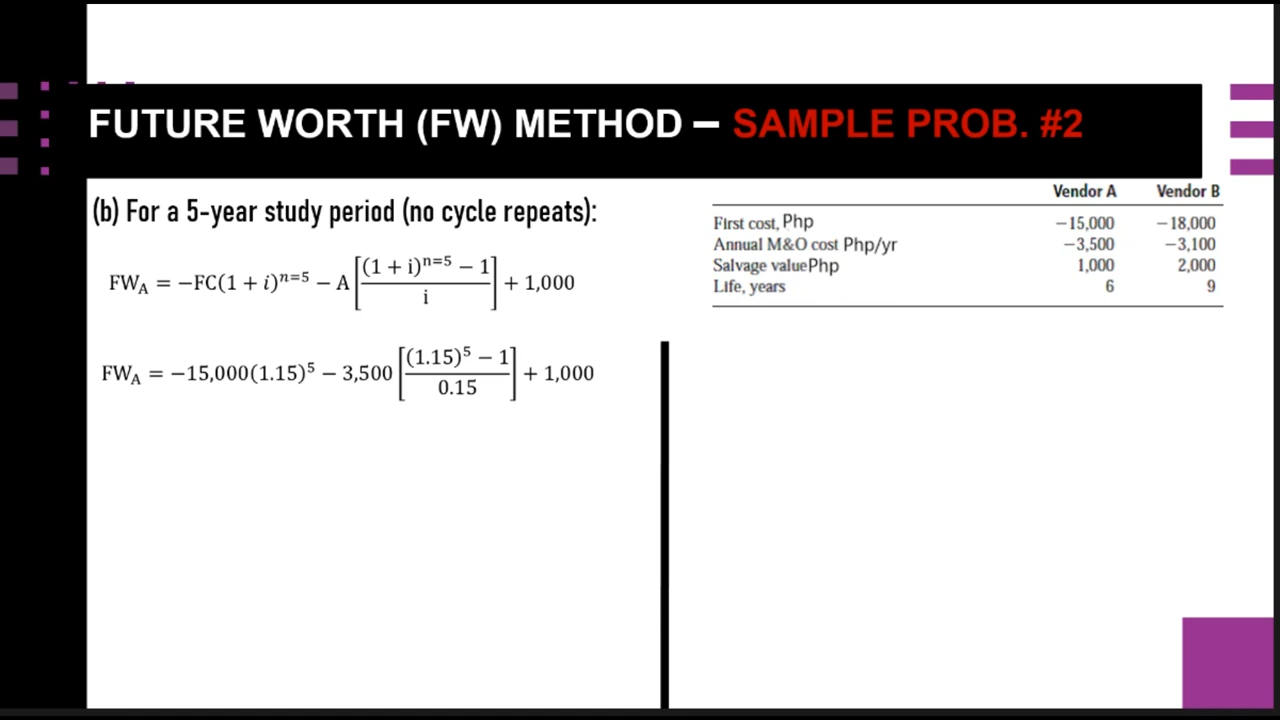 FUTURE WORTH (FW) METHOD – SAMPLE PROB. #2
(b) For a 5-year study period (no cycle repeats):
FW_A = −FC(1 + i)^{n=5} − A[((1 + i)^{n=5} − 1)/i] + 1,000
FW_A = −15,000(1.15)^5 − 3,500[((1.15)^5 − 1)/0.15] + 1,000
Vendor A Vendor B
First cost, Php −15,000 −18,000
Annual M&O cost Php/yr −3,500 −3,100
Salvage value Php 1,000 2,000
Life, years 6 9